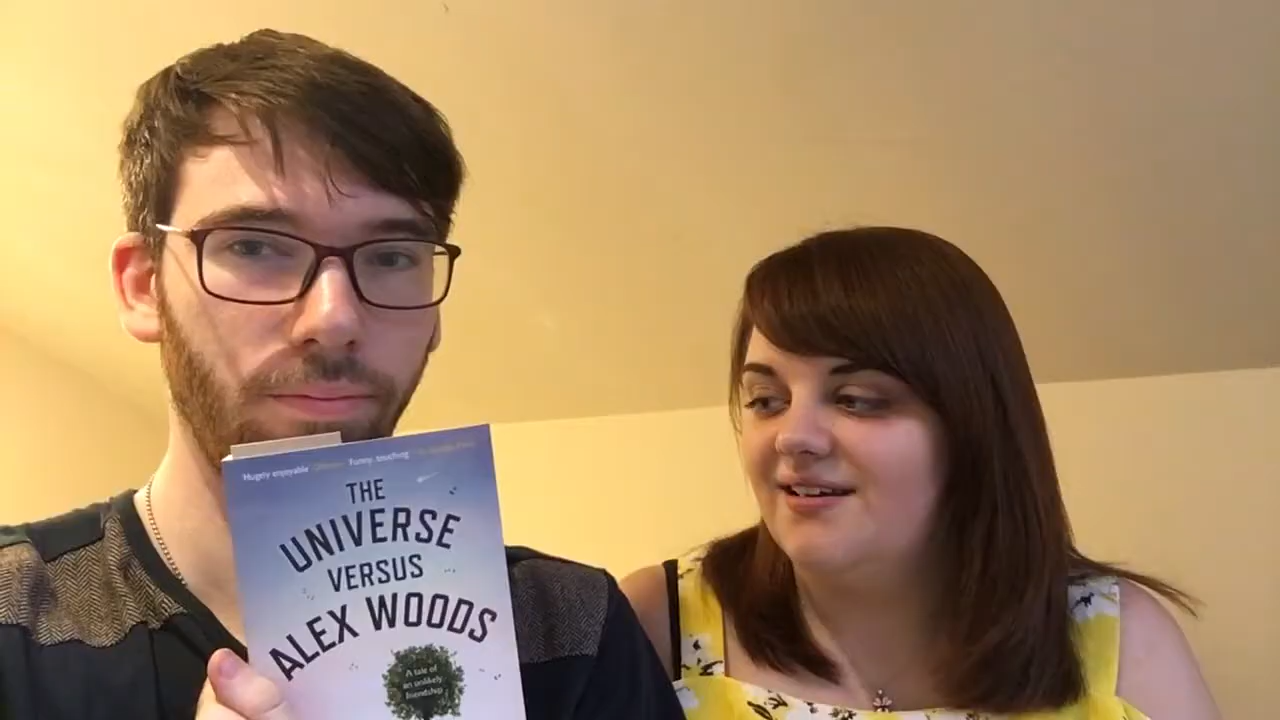 'Hugely enjoyable Funny, touching
THE
UNIVERSE
VERSUS
ALEX WOODS
A tale of
an unlikely
friendship